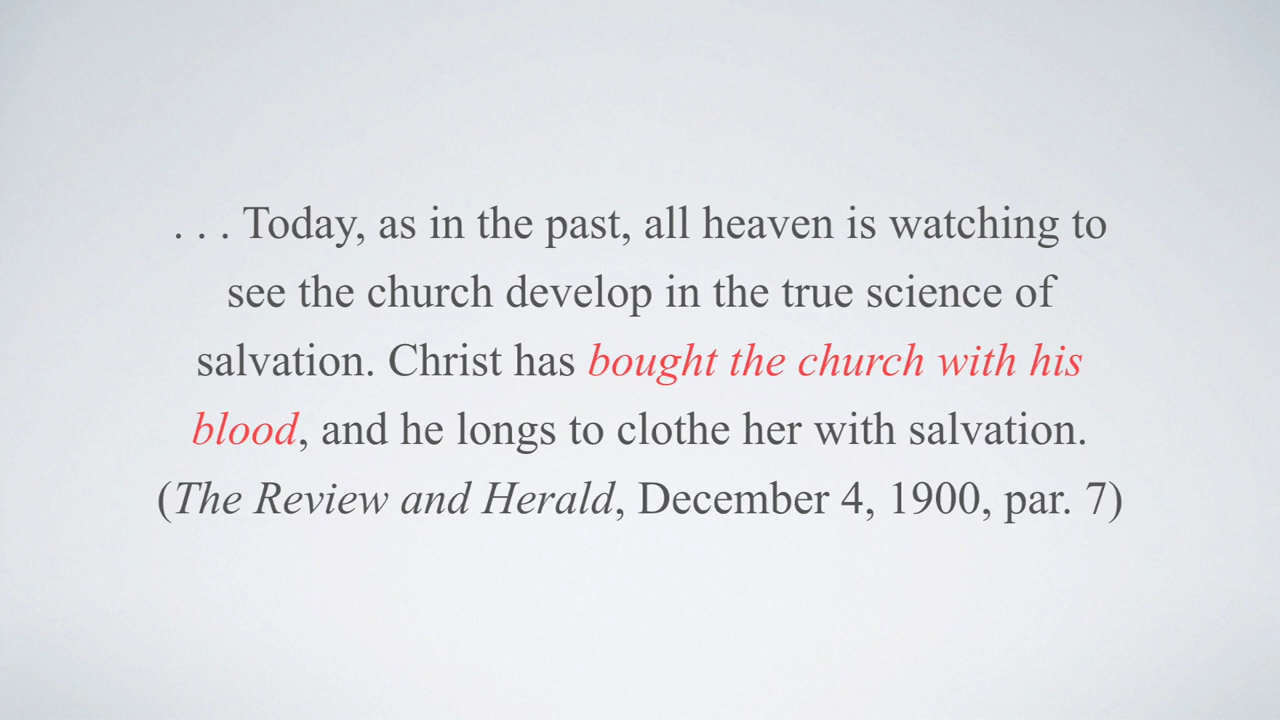 . . . Today, as in the past, all heaven is watching to
see the church develop in the true science of
salvation. Christ has bought the church with his
blood, and he longs to clothe her with salvation.
(The Review and Herald, December 4, 1900, par. 7)